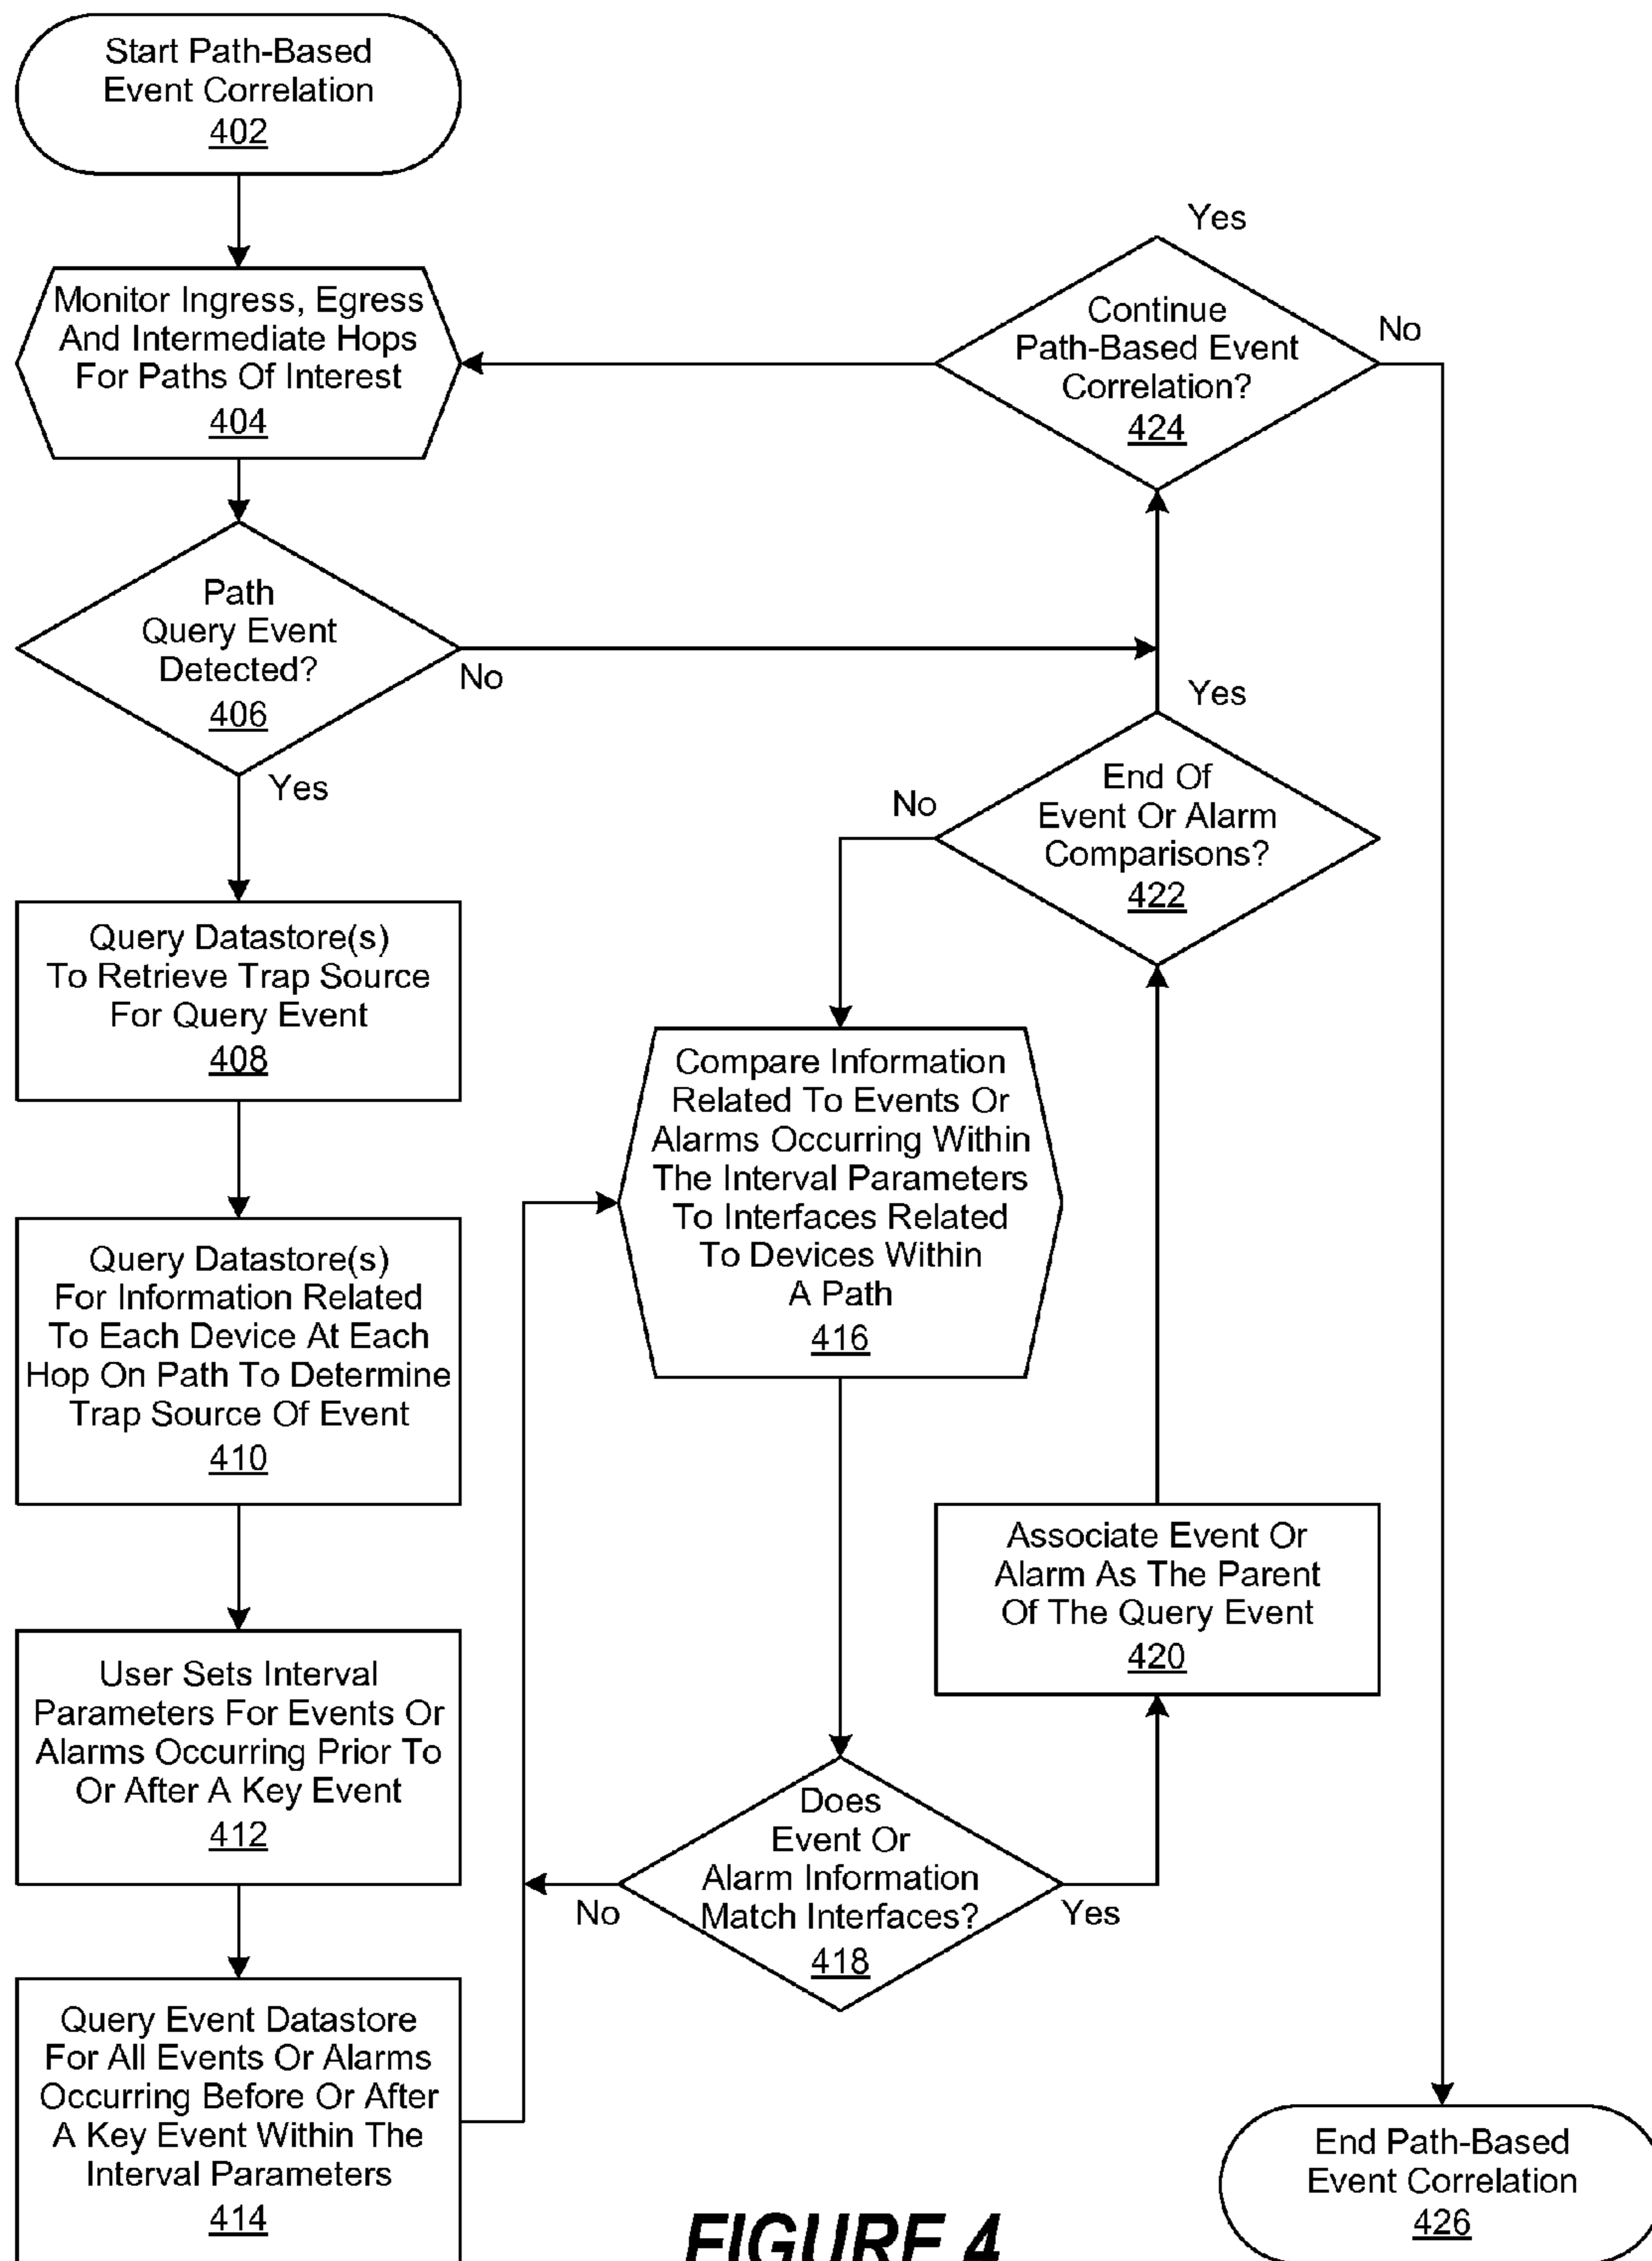 Start Path-Based
Event Correlation
402
Monitor Ingress, Egress
And Intermediate Hops
For Paths Of Interest
404
Path
Query Event
Detected?
406
No
Yes
Query Datastore(s)
To Retrieve Trap Source
For Query Event
408
Query Datastore(s)
For Information Related
To Each Device At Each
Hop On Path To Determine
Trap Source Of Event
410
User Sets Interval
Parameters For Events Or
Alarms Occurring Prior To
Or After A Key Event
412
Query Event Datastore
For All Events Or Alarms
Occurring Before Or After
A Key Event Within The
Interval Parameters
414
Compare Information
Related To Events Or
Alarms Occurring Within
The Interval Parameters
To Interfaces Related
To Devices Within
A Path
416
Does
Event Or
Alarm Information
Match Interfaces?
418
No
Yes
Associate Event Or
Alarm As The Parent
Of The Query Event
420
End Of
Event Or Alarm
Comparisons?
422
No
Yes
Continue
Path-Based Event
Correlation?
424
Yes
No
End Path-Based
Event Correlation
426
FIGURE 4